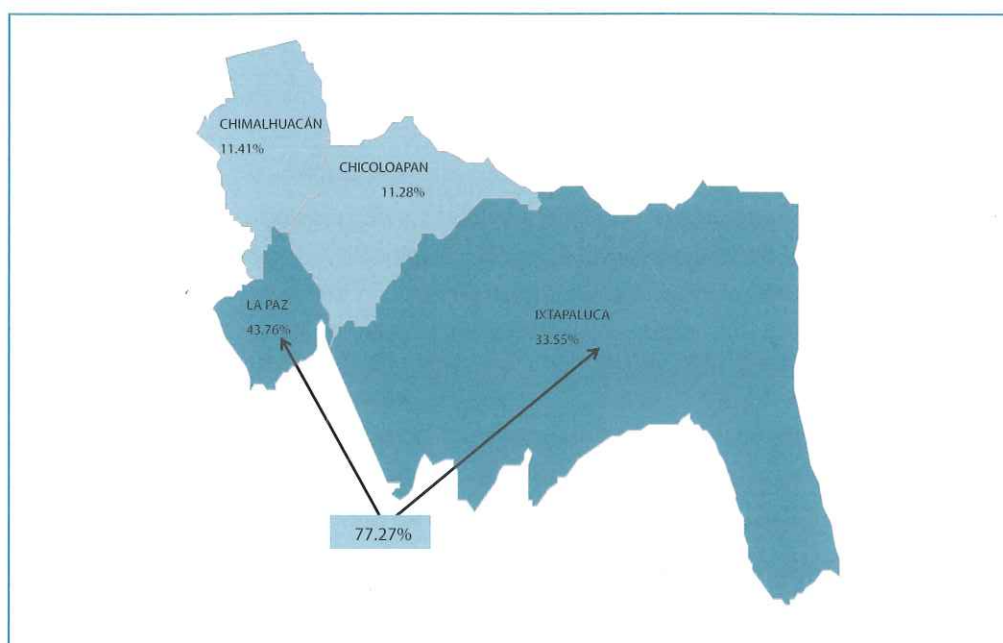 CHIMALHUACÁN
11.41%
CHICOLOAPAN
11.28%
LA PAZ
43.76%
IXTAPALUCA
33.55%
77.27%